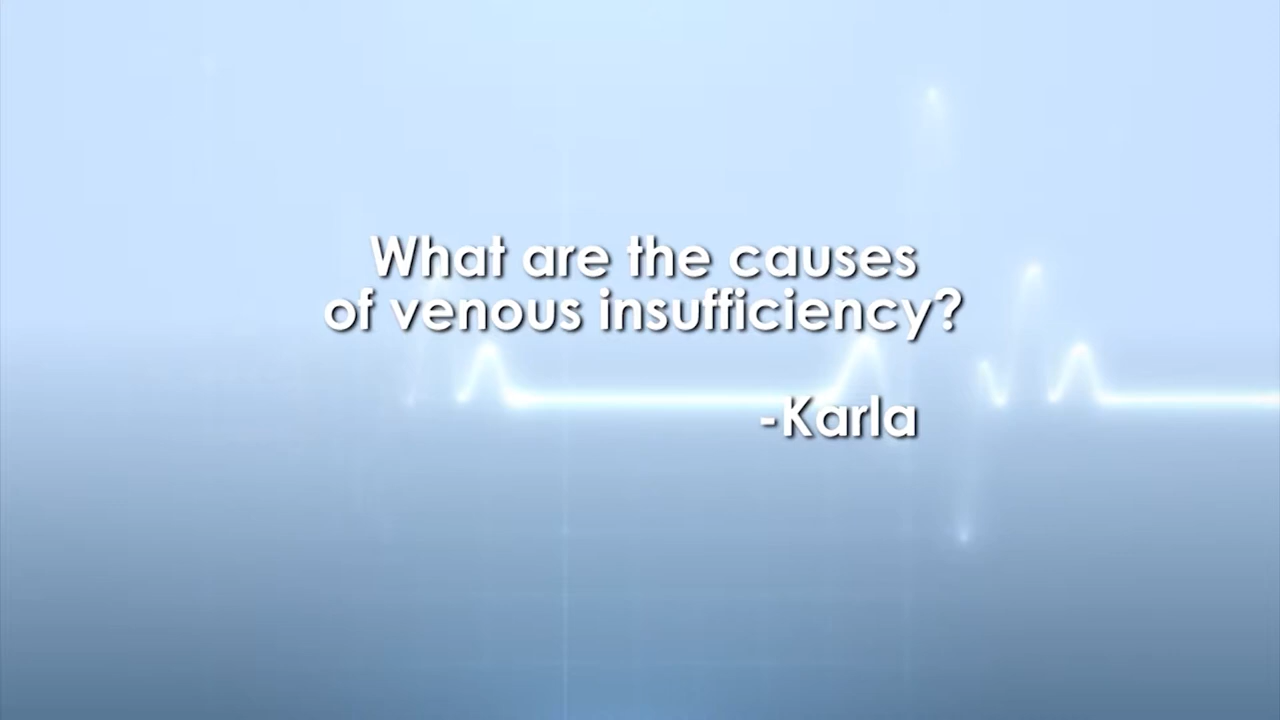 What are the causes
of venous insufficiency?
-Karla